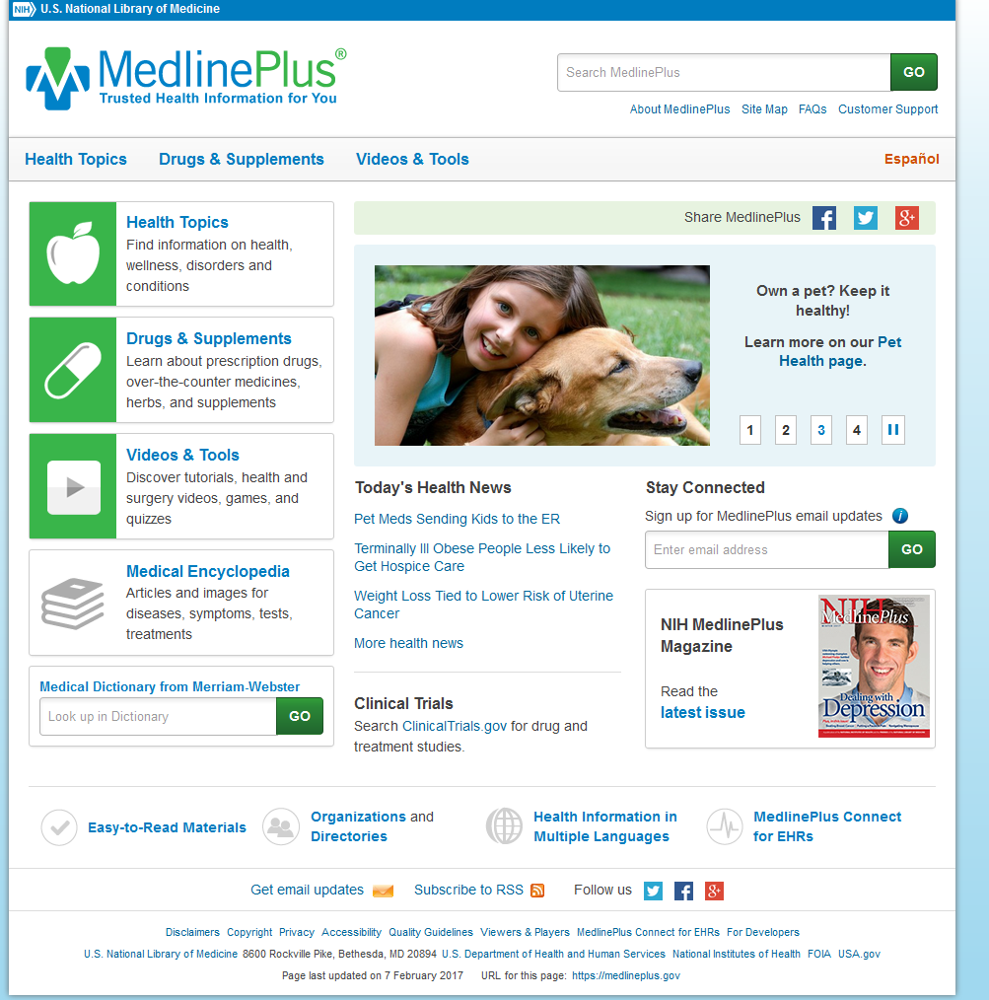 NIH U.S. National Library of Medicine
MedlinePlus®
Trusted Health Information for You
Search MedlinePlus
GO
About MedlinePlus Site Map FAQs Customer Support
Health Topics Drugs & Supplements Videos & Tools Español
Health Topics
Find information on health,
wellness, disorders and
conditions
Drugs & Supplements
Learn about prescription drugs,
over-the-counter medicines,
herbs, and supplements
Videos & Tools
Discover tutorials, health and
surgery videos, games, and
quizzes
Medical Encyclopedia
Articles and images for
diseases, symptoms, tests,
treatments
Medical Dictionary from Merriam-Webster
Look up in Dictionary
GO
Share MedlinePlus
Own a pet? Keep it
healthy!
Learn more on our Pet
Health page.
1 2 3 4
Today's Health News
Pet Meds Sending Kids to the ER
Terminally Ill Obese People Less Likely to
Get Hospice Care
Weight Loss Tied to Lower Risk of Uterine
Cancer
More health news
Clinical Trials
Search ClinicalTrials.gov for drug and
treatment studies.
Stay Connected
Sign up for MedlinePlus email updates
Enter email address
GO
NIH MedlinePlus
Magazine
Read the
latest issue
NIH
MedlinePlus
Dealing with
Depression
Easy-to-Read Materials
Organizations and
Directories
Health Information in
Multiple Languages
MedlinePlus Connect
for EHRs
Get email updates Subscribe to RSS Follow us
Disclaimers Copyright Privacy Accessibility Quality Guidelines Viewers & Players MedlinePlus Connect for EHRs For Developers
U.S. National Library of Medicine 8600 Rockville Pike, Bethesda, MD 20894 U.S. Department of Health and Human Services National Institutes of Health FOIA USA.gov
Page last updated on 7 February 2017 URL for this page: https://medlineplus.gov